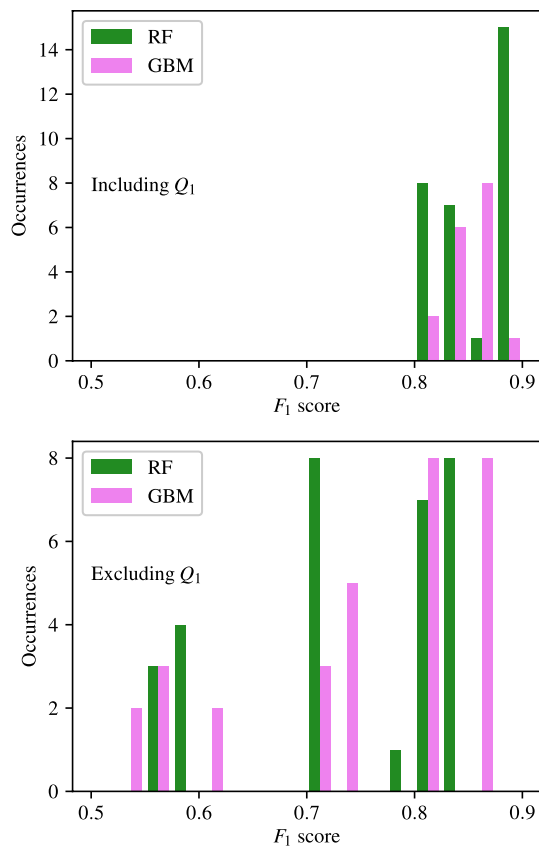 14
12
10
8
6
4
2
0
Occurrences
RF
GBM
Including Q₁
0.5 0.6 0.7 0.8 0.9
F₁ score
8
6
4
2
0
Occurrences
RF
GBM
Excluding Q₁
0.5 0.6 0.7 0.8 0.9
F₁ score